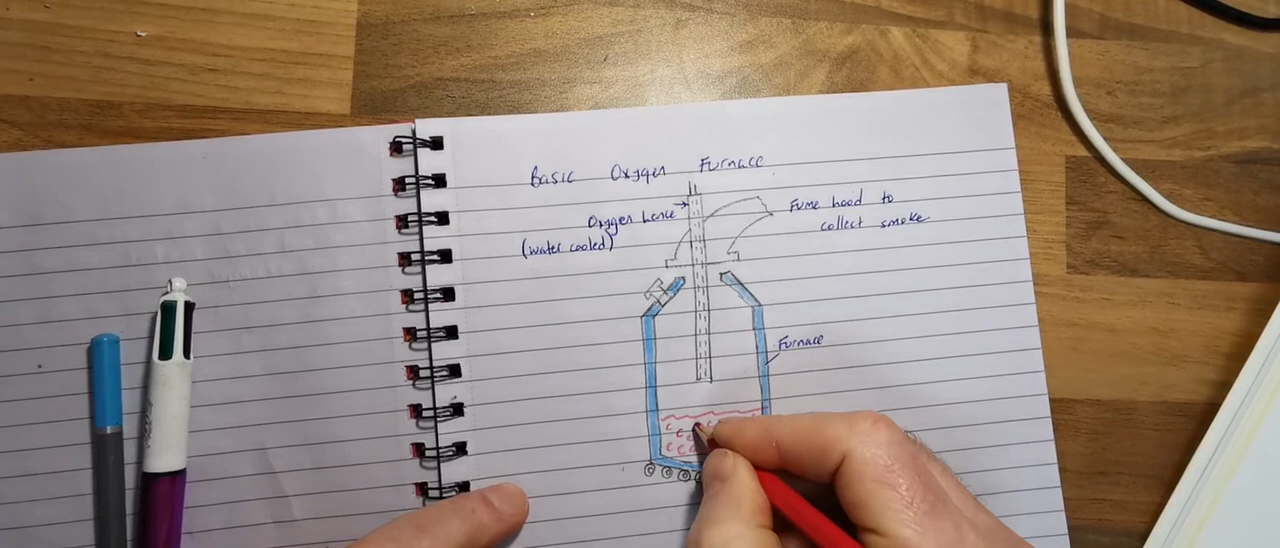 Basic Oxygen Furnace
Oxygen Lance
(water cooled)
Fume hood to
collect smoke
Furnace